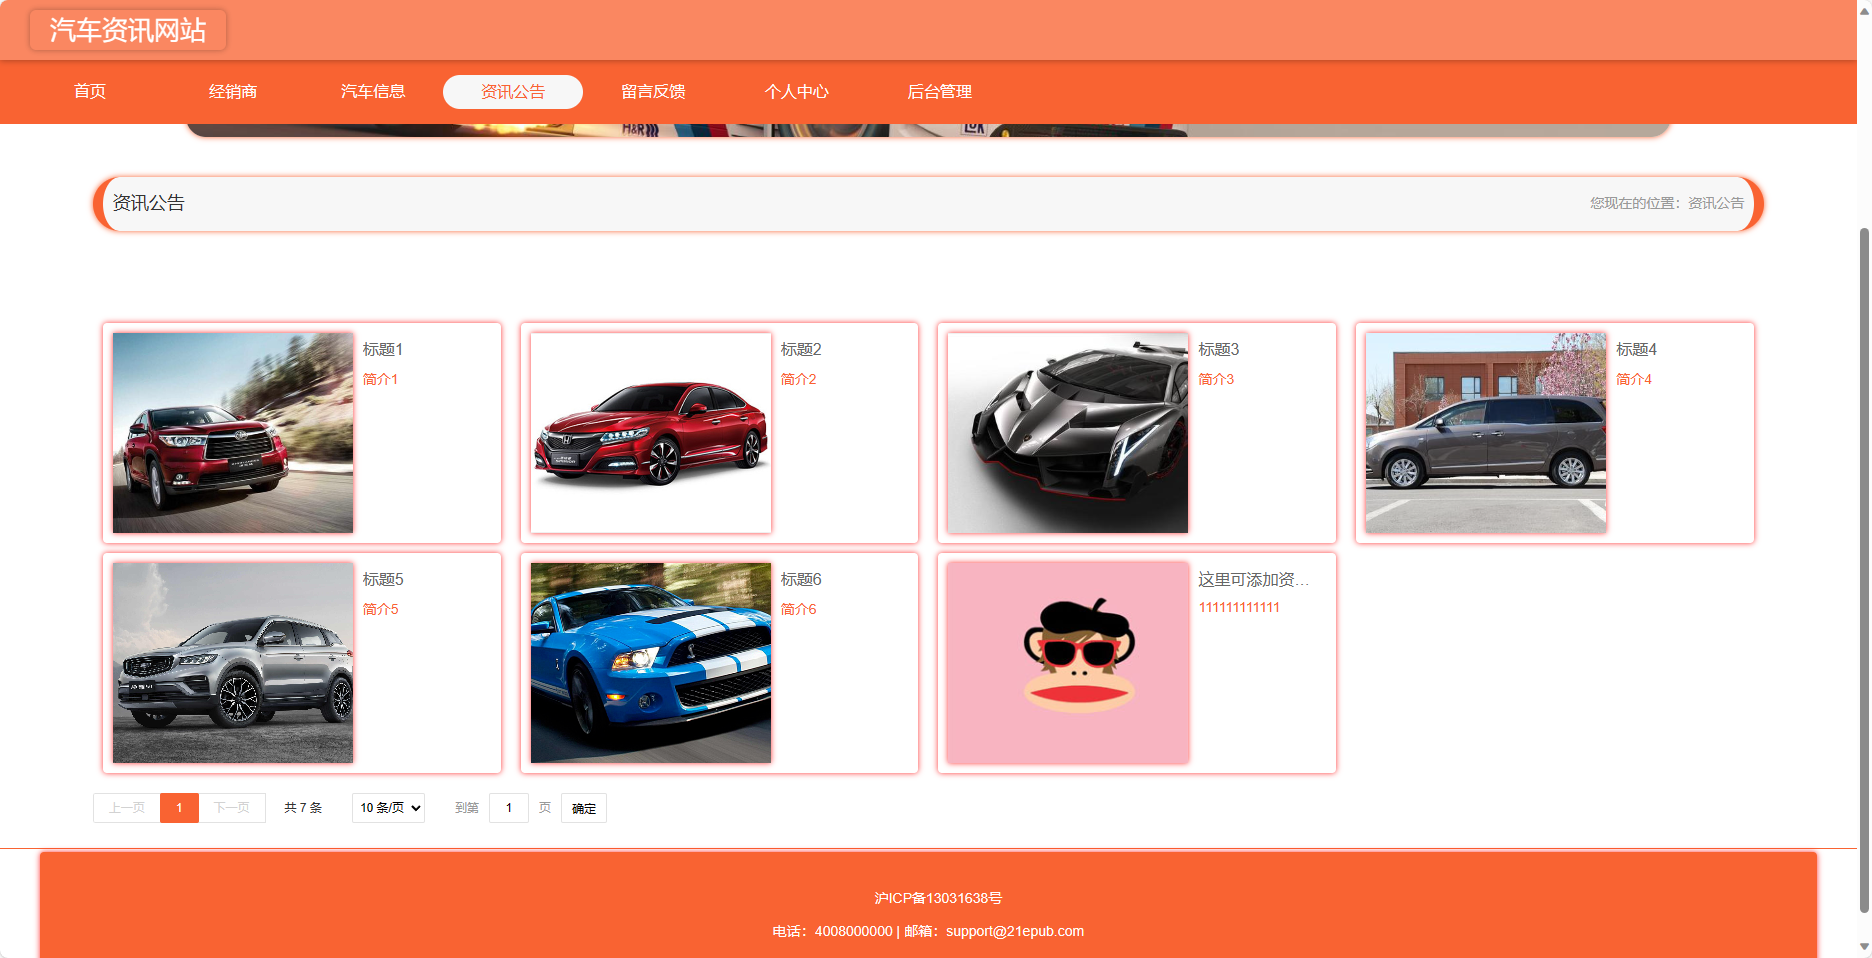 汽车资讯网站
首页 经销商 汽车信息 资讯公告 留言反馈 个人中心 后台管理
H&R
资讯公告 您现在的位置：资讯公告
标题1
简介1
标题2
简介2
标题3
简介3
标题4
简介4
标题5
简介5
标题6
简介6
这里可添加资...
111111111111
上一页 1 下一页 共 7 条 10 条/页 到第 1 页 确定
沪ICP备13031638号
电话：4008000000 | 邮箱：support@21epub.com